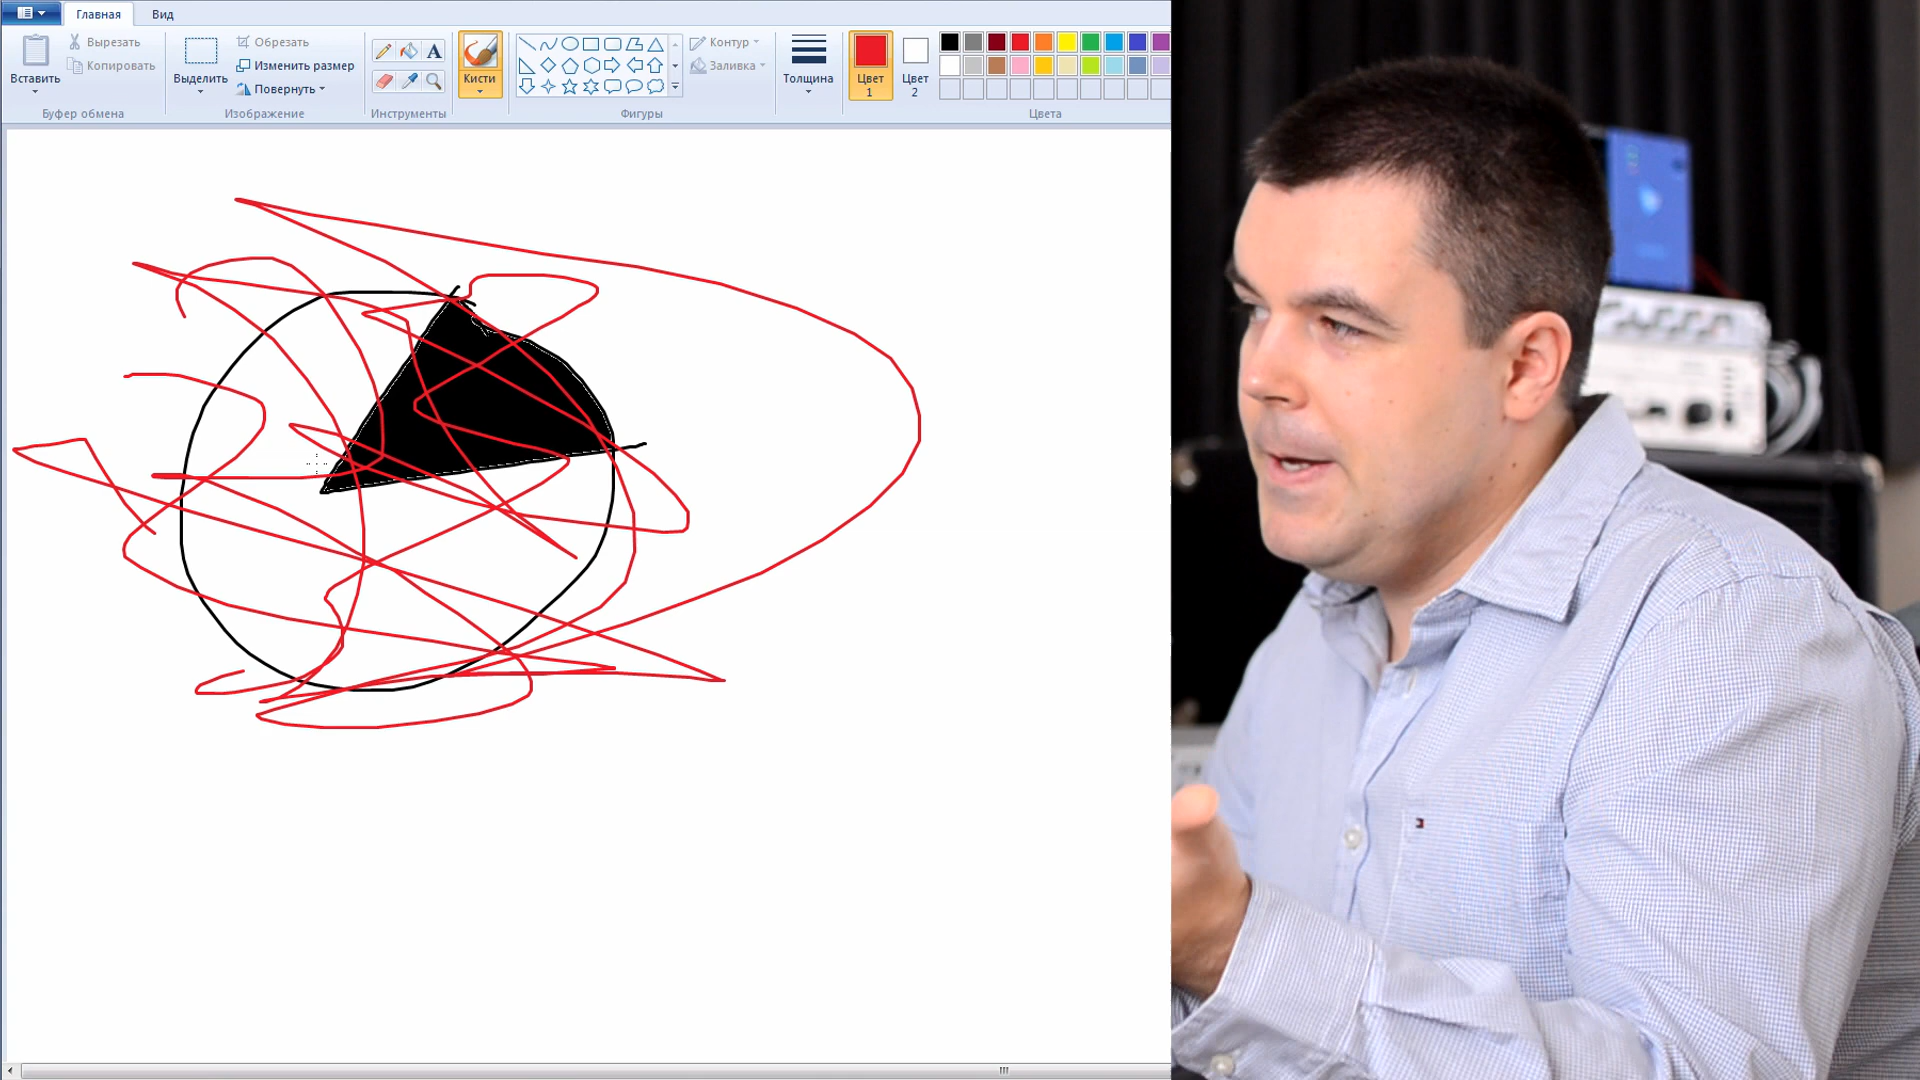 Главная Вид
Вставить
Вырезать
Копировать
Буфер обмена
Выделить
Обрезать
Изменить размер
Повернуть
Изображение
A
Инструменты
Кисти
Контур
Заливка
Фигуры
Толщина
Цвет 1
Цвет 2
Цвета